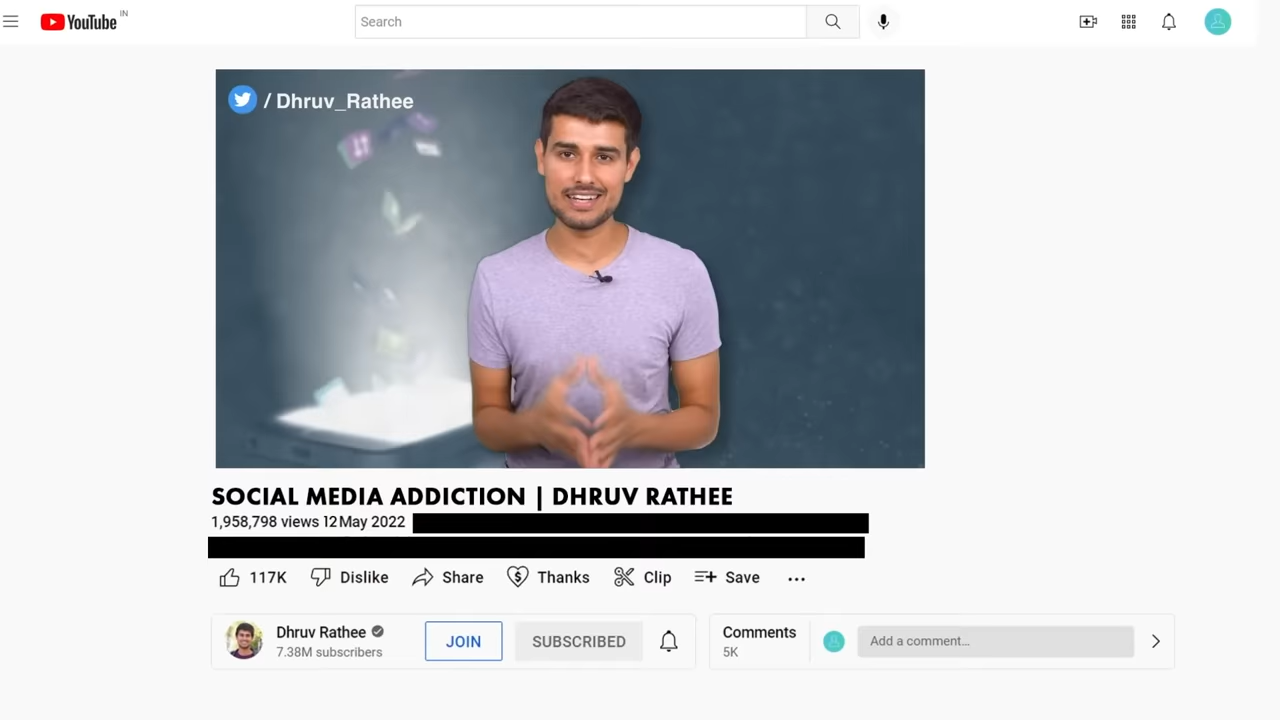 YouTube IN
Search
/ Dhruv_Rathee
SOCIAL MEDIA ADDICTION | DHRUV RATHEE
1,958,798 views 12 May 2022
117K Dislike Share Thanks Clip Save ...
Dhruv Rathee
7.38M subscribers
JOIN
SUBSCRIBED
Comments
5K
Add a comment...